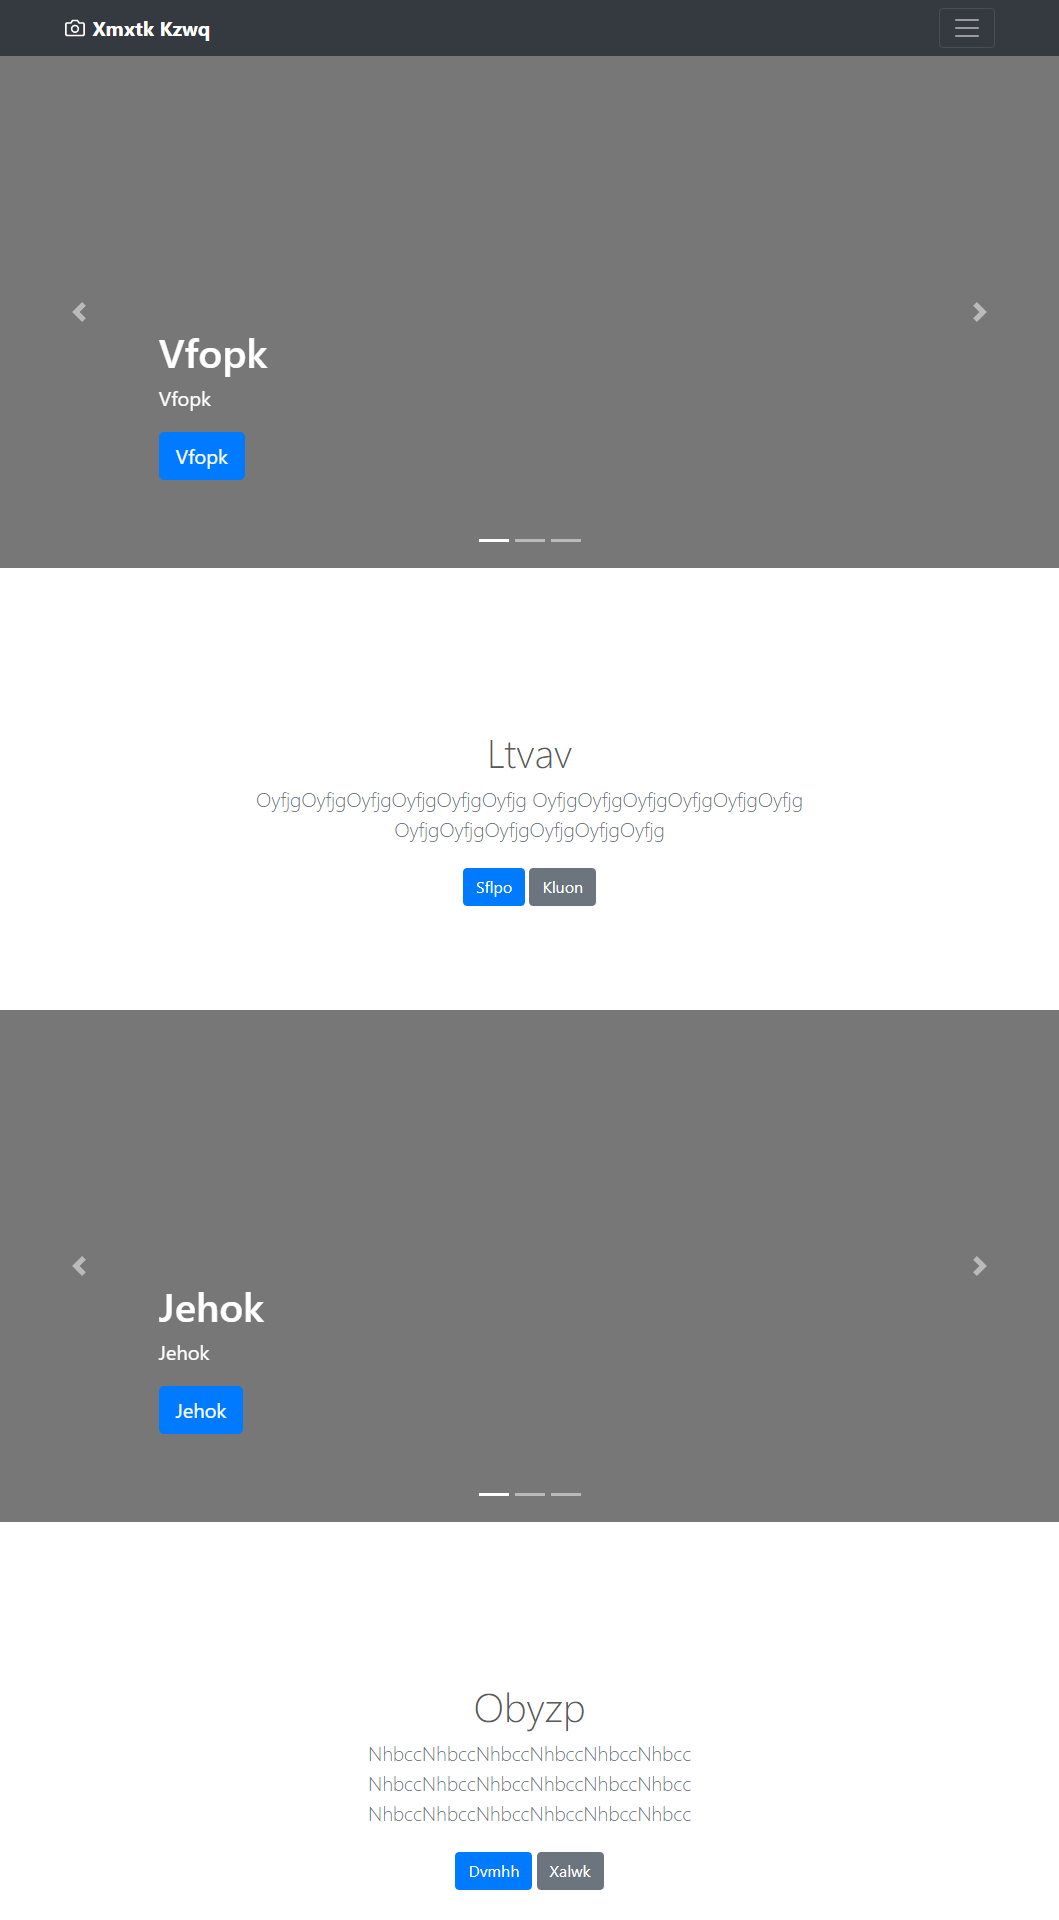 Xmxtk Kzwq
Vfopk
Vfopk
Vfopk
Ltvav
OyfjgOyfjgOyfjgOyfjgOyfjgOyfjg OyfjgOyfjgOyfjgOyfjgOyfjgOyfjg
OyfjgOyfjgOyfjgOyfjgOyfjgOyfjg
Sflpo Kluon
Jehok
Jehok
Jehok
Obyzp
NhbccNhbccNhbccNhbccNhbccNhbcc
NhbccNhbccNhbccNhbccNhbccNhbcc
NhbccNhbccNhbccNhbccNhbccNhbcc
Dvmhh Xalwk